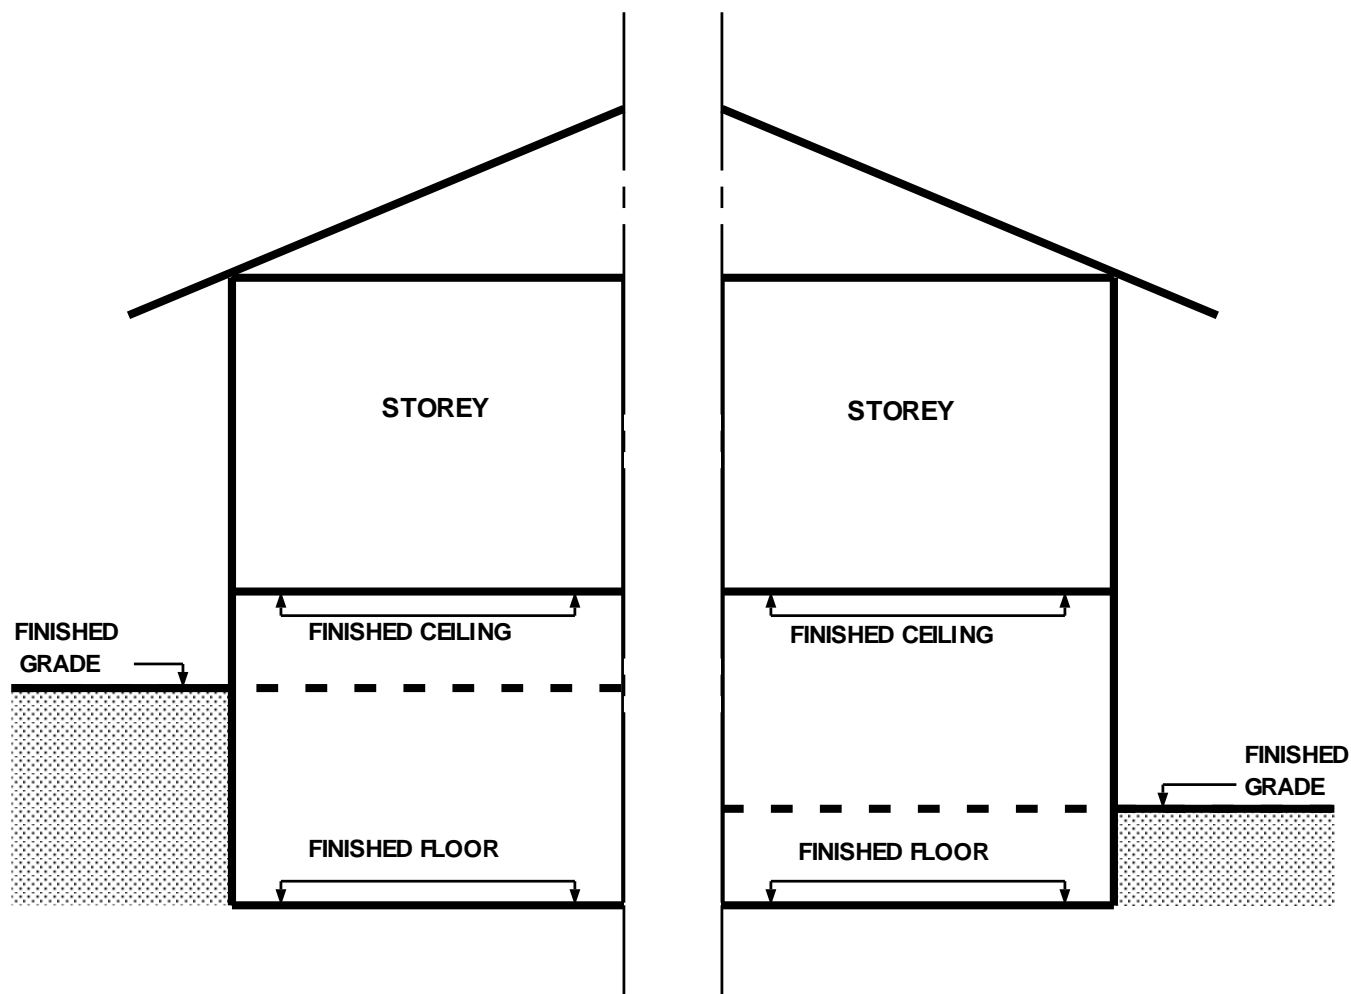 STOREY
STOREY
FINISHED
GRADE
FINISHED CEILING
FINISHED CEILING
FINISHED
GRADE
FINISHED FLOOR
FINISHED FLOOR